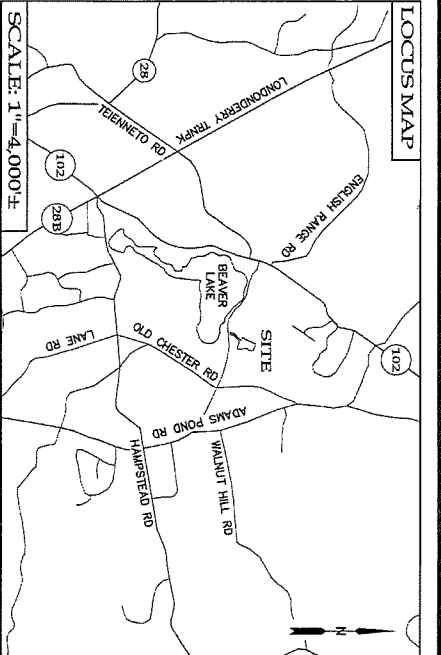 LOCUS MAP
SCALE: 1"=4,000'±
28
LONDONDERRY TRNPK
TEIENNETO RD
102
28B
ENGLISH RANGE RD
BEAVER
LAKE
SITE
102
OLD CHESTER RD
LANE RD
ADAMS POND RD
WALNUT HILL RD
HAMPSTEAD RD
N